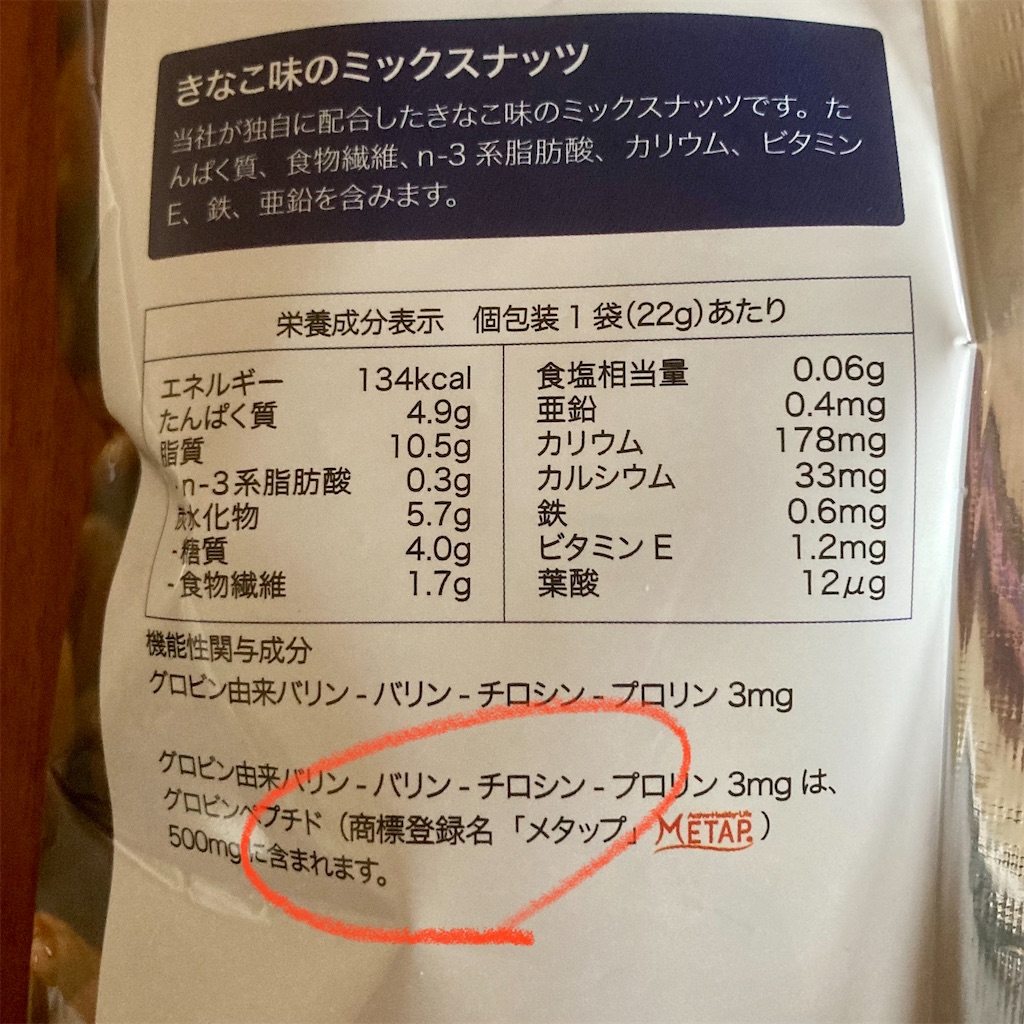 きなこ味のミックスナッツ
当社が独自に配合したきなこ味のミックスナッツです。た
んぱく質、食物繊維、n-3 系脂肪酸、カリウム、ビタミン
E、鉄、亜鉛を含みます。
栄養成分表示 個包装 1 袋(22g)あたり
エネルギー 134kcal
たんぱく質 4.9g
脂質 10.5g
-n-3系脂肪酸 0.3g
炭水化物 5.7g
-糖質 4.0g
-食物繊維 1.7g
食塩相当量 0.06g
亜鉛 0.4mg
カリウム 178mg
カルシウム 33mg
鉄 0.6mg
ビタミン E 1.2mg
葉酸 12μg
機能性関与成分
グロビン由来バリン-バリン-チロシン-プロリン 3mg
グロビン由来バリン-バリン-チロシン-プロリン 3mg は、
グロビンペプチド(商標登録名「メタップ」METAP)
500mg に含まれます。